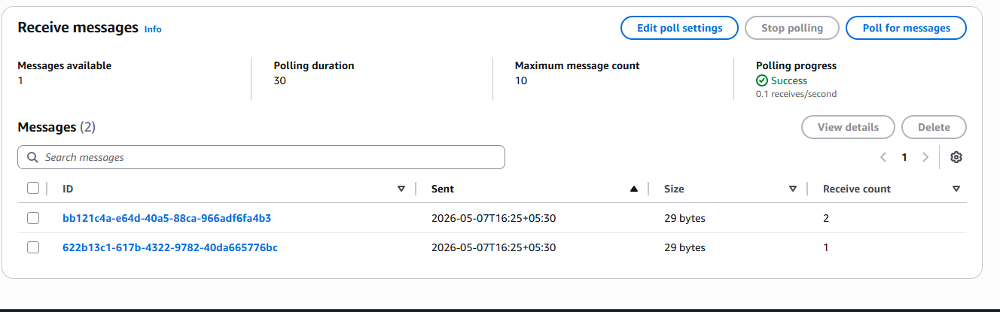 Receive messages Info Edit poll settings Stop polling Poll for messages
Messages available Polling duration Maximum message count Polling progress
1 30 10 Success
0.1 receives/second
Messages (2) View details Delete
Search messages 1
ID Sent Size Receive count
bb121c4a-e64d-40a5-88ca-966adf6fa4b3 2026-05-07T16:25+05:30 29 bytes 2
622b13c1-617b-4322-9782-40da665776bc 2026-05-07T16:25+05:30 29 bytes 1